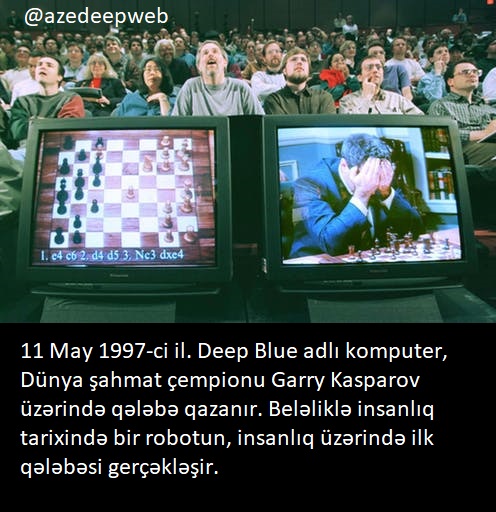 @azedeepweb
1. e4 c6 2. d4 d5 3. Nc3 dxe4
11 May 1997-ci il. Deep Blue adlı komputer,
Dünya şahmat çempionu Garry Kasparov
üzərində qələbə qazanır. Beləliklə insanlıq
tarixində bir robotun, insanlıq üzərində ilk
qələbəsi gerçəkləşir.